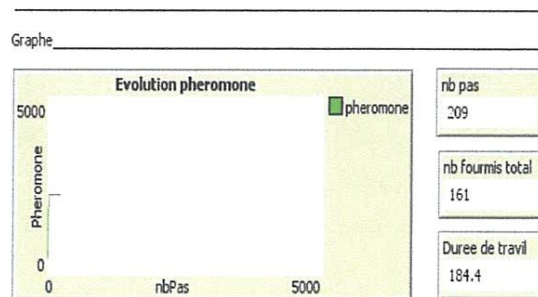 Graphe
Evolution pheromone
5000
pheromone
Pheromone
0
0
nbPas
5000
nb pas
209
nb fourmis total
161
Duree de travil
184.4